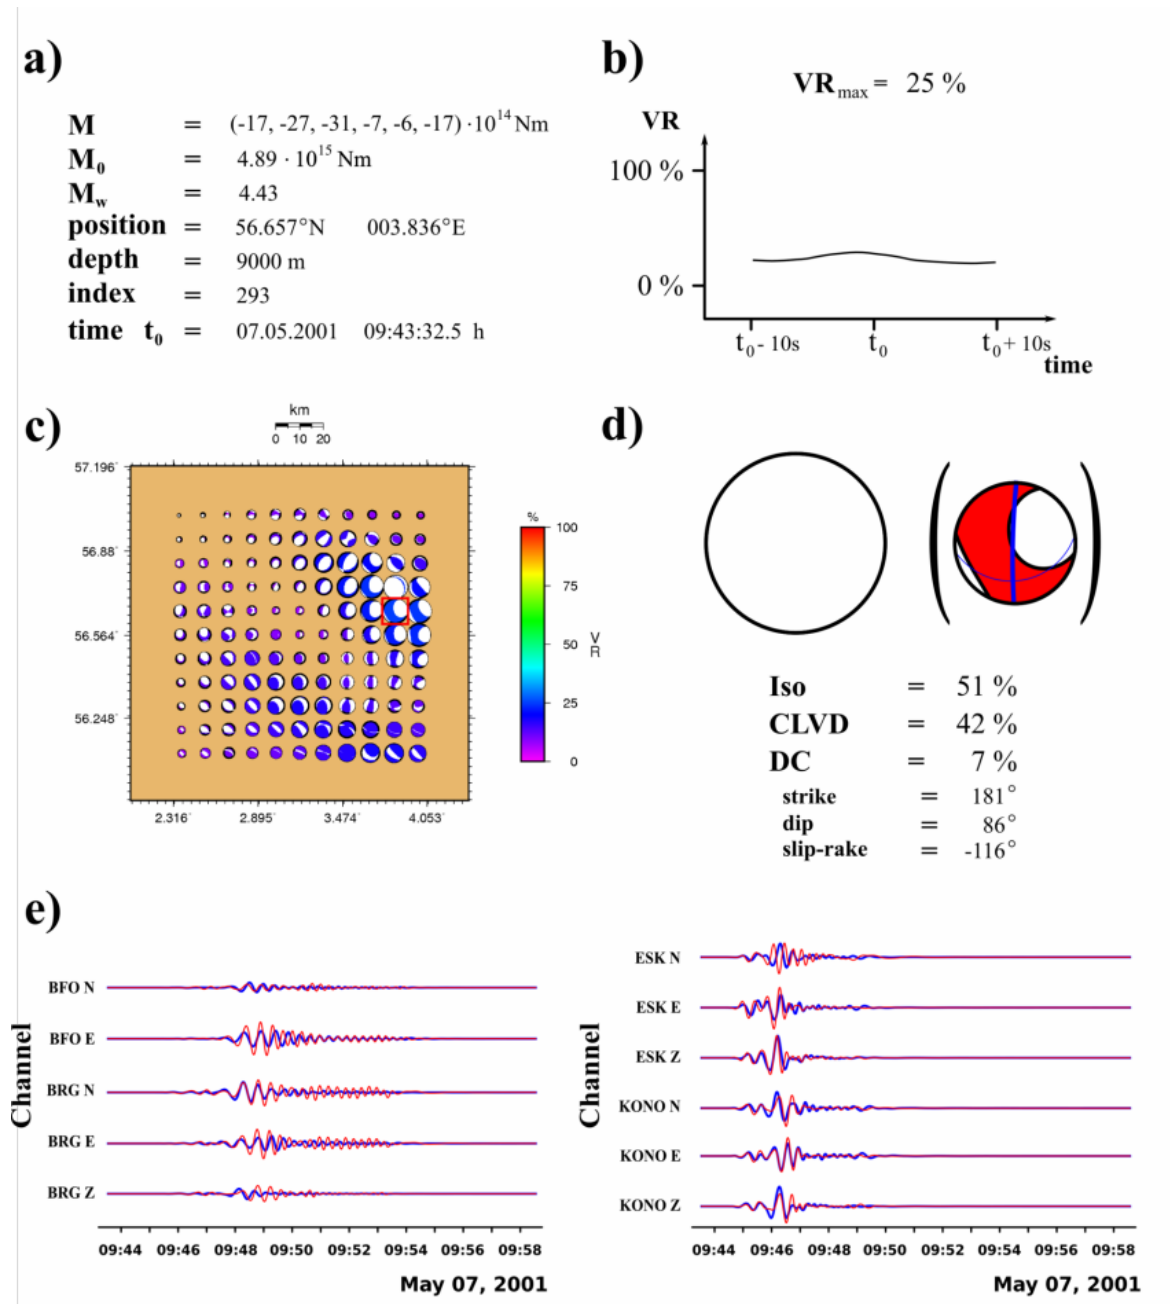 a)
M = (-17, -27, -31, -7, -6, -17) ·10^14 Nm
M0 = 4.89 · 10^15 Nm
Mw = 4.43
position = 56.657°N 003.836°E
depth = 9000 m
index = 293
time t0 = 07.05.2001 09:43:32.5 h
b)
VRmax = 25 %
VR
100 %
0 %
t0 - 10s t0 t0 + 10s
time
c)
km
0 10 20
57.196°
56.88°
56.564°
56.248°
2.316° 2.895° 3.474° 4.053°
%
100
75
50
25
0
VR
d)
Iso = 51 %
CLVD = 42 %
DC = 7 %
strike = 181°
dip = 86°
slip-rake = -116°
e)
Channel
BFO N
BFO E
BRG N
BRG E
BRG Z
09:44 09:46 09:48 09:50 09:52 09:54 09:56 09:58
May 07, 2001
Channel
ESK N
ESK E
ESK Z
KONO N
KONO E
KONO Z
09:44 09:46 09:48 09:50 09:52 09:54 09:56 09:58
May 07, 2001